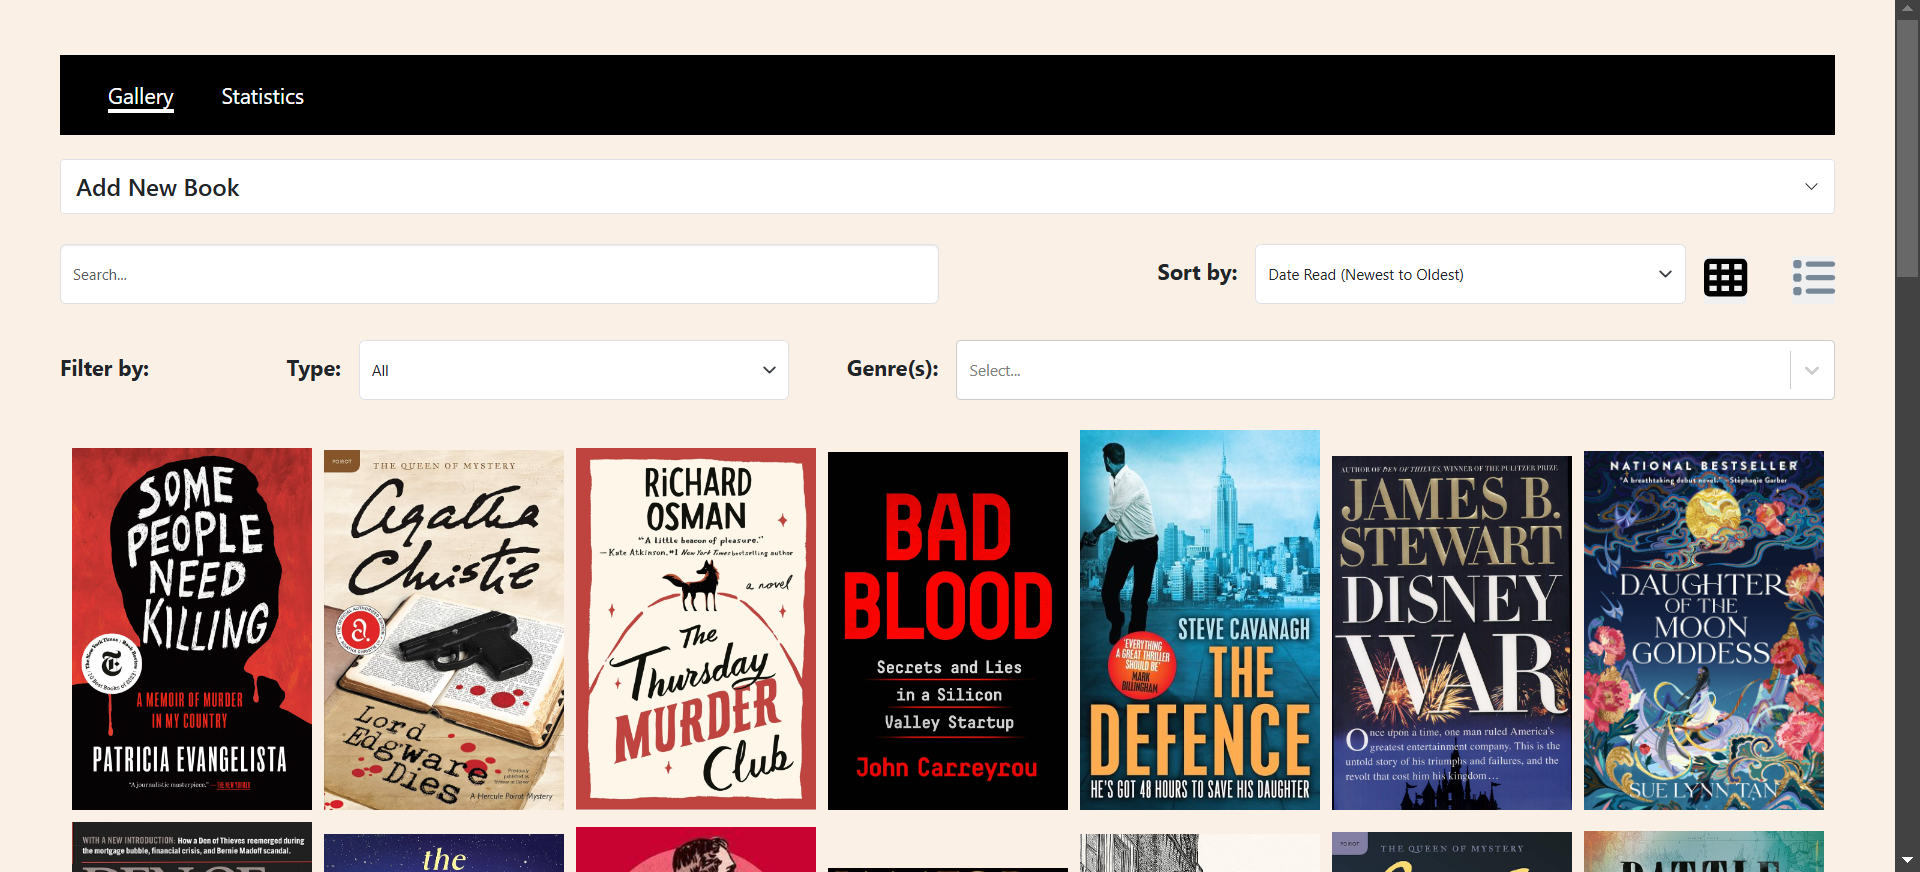 Gallery
Statistics
Add New Book
Search...
Sort by:
Date Read (Newest to Oldest)
Filter by:
Type:
All
Genre(s):
Select...
SOME
PEOPLE
NEED
KILLING
A MEMOIR OF MURDER
IN MY COUNTRY
PATRICIA EVANGELISTA
"A journalistic masterpiece." — THE NEW YORKER
POIROT
THE QUEEN OF MYSTERY
Agatha
Christie
Lord
Edgware
Dies
A Hercule Poirot Mystery
RiCHARD
OSMAN
"A little beacon of pleasure."
—Kate Atkinson, #1 New York Times bestselling author
a novel
The
Thursday
MURDER
Club
BAD
BLOOD
Secrets and Lies
in a Silicon
Valley Startup
John Carreyrou
STEVE CAVANAGH
'EVERYTHING
A GREAT THRILLER
SHOULD BE'
MARK
BILLINGHAM
THE
DEFENCE
HE'S GOT 48 HOURS TO SAVE HIS DAUGHTER
AUTHOR OF DEN OF THIEVES, WINNER OF THE PULITZER PRIZE
JAMES B.
STEWART
DISNEY
WAR
Once upon a time, one man ruled America's
greatest entertainment company. This is the
untold story of his triumphs and failures, and the
revolt that cost him his kingdom...
NATIONAL BESTSELLER
"A breathtaking debut novel." —Stephanie Garber
DAUGHTER
OF THE
MOON
GODDESS
SUE LYNN TAN
WITH A NEW INTRODUCTION: How a Den of Thieves reemerged during
the mortgage bubble, financial crisis, and Bernie Madoff scandal.
DEN OF
the
POIROT
THE QUEEN OF MYSTERY
BATTLE